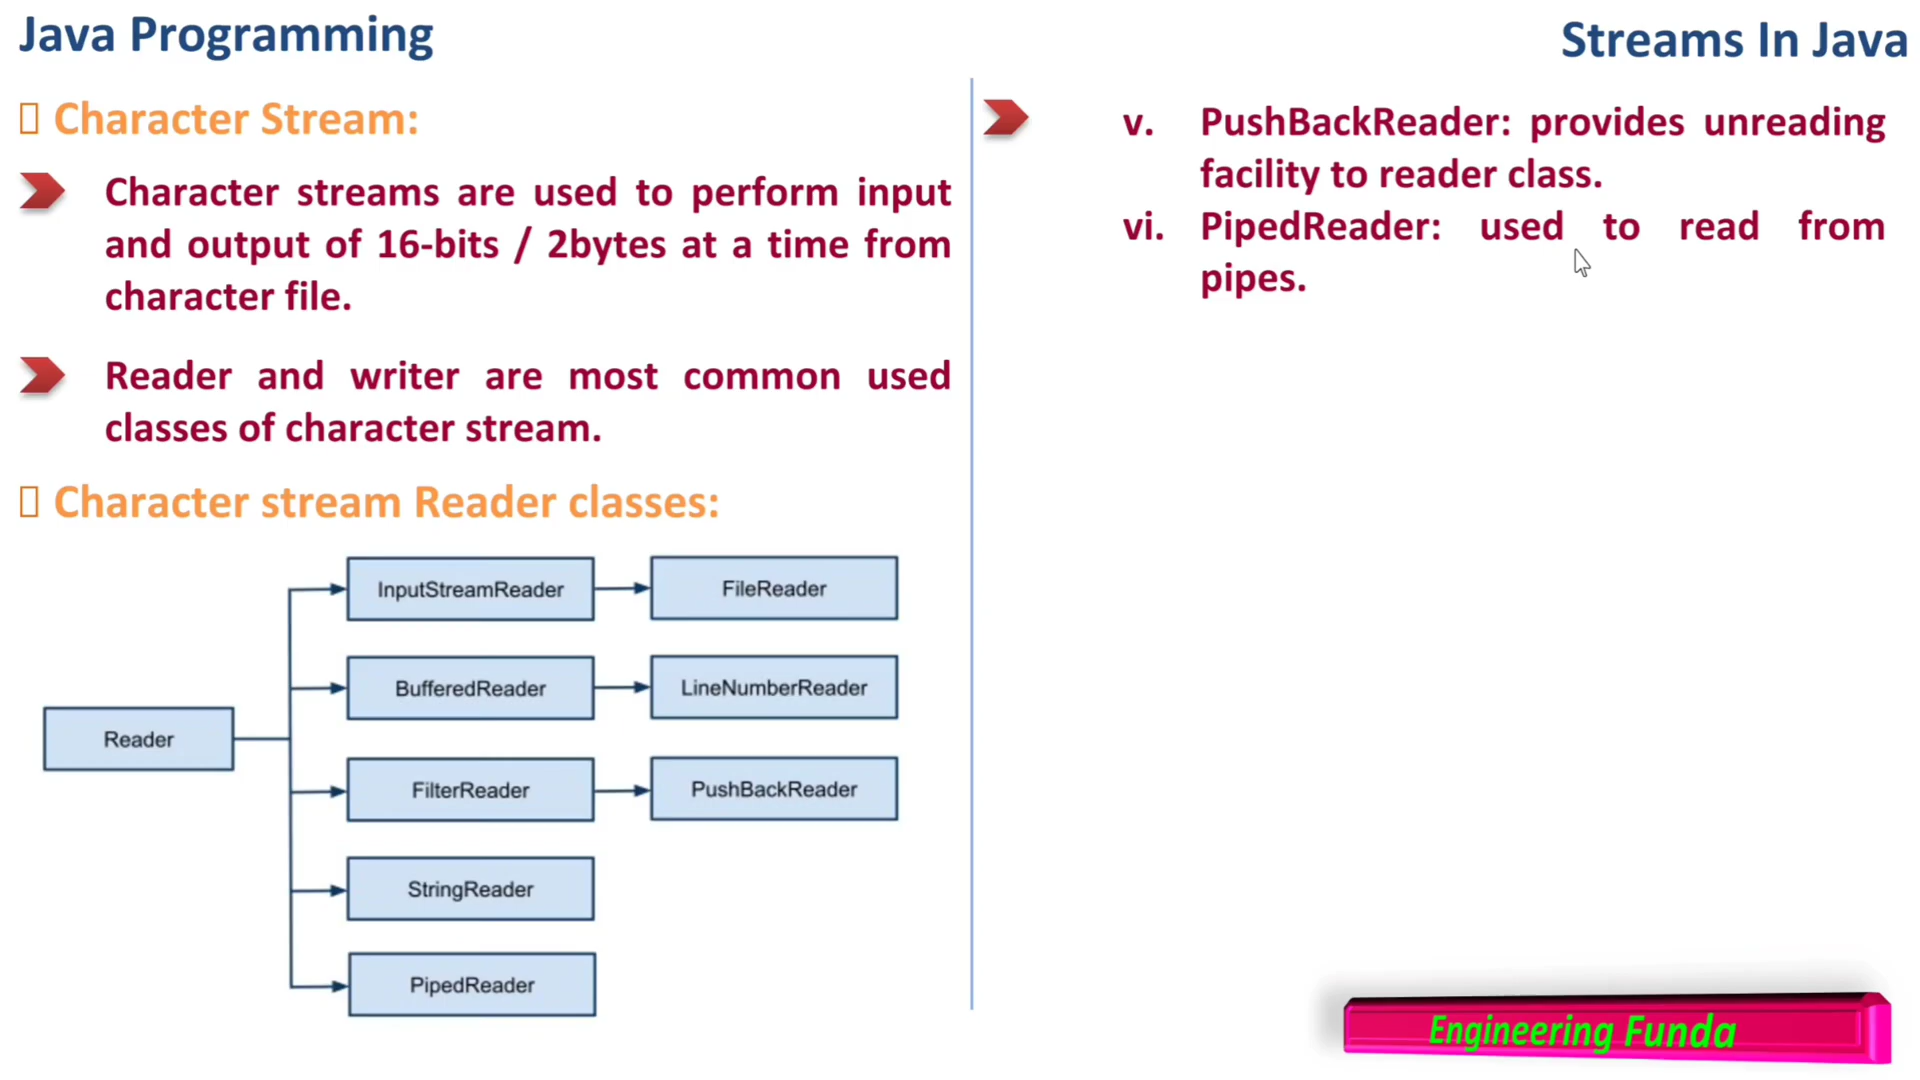 Java Programming
Streams In Java
Character Stream:
Character streams are used to perform input
and output of 16-bits / 2bytes at a time from
character file.
Reader and writer are most common used
classes of character stream.
Character stream Reader classes:
Reader
InputStreamReader
FileReader
BufferedReader
LineNumberReader
FilterReader
PushBackReader
StringReader
PipedReader
v. PushBackReader: provides unreading
facility to reader class.
vi. PipedReader: used to read from
pipes.
Engineering Funda